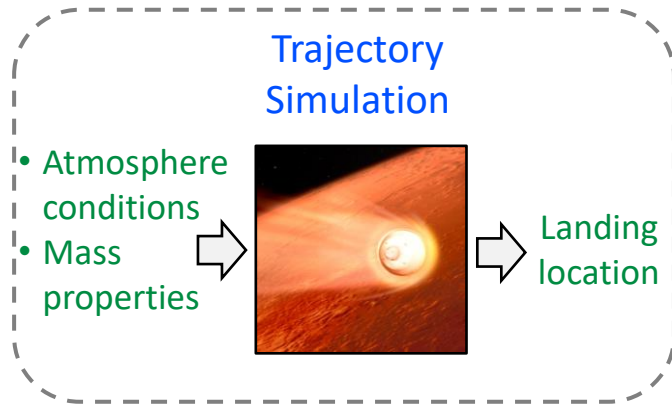 Trajectory
Simulation
• Atmosphere
conditions
• Mass
properties
Landing
location